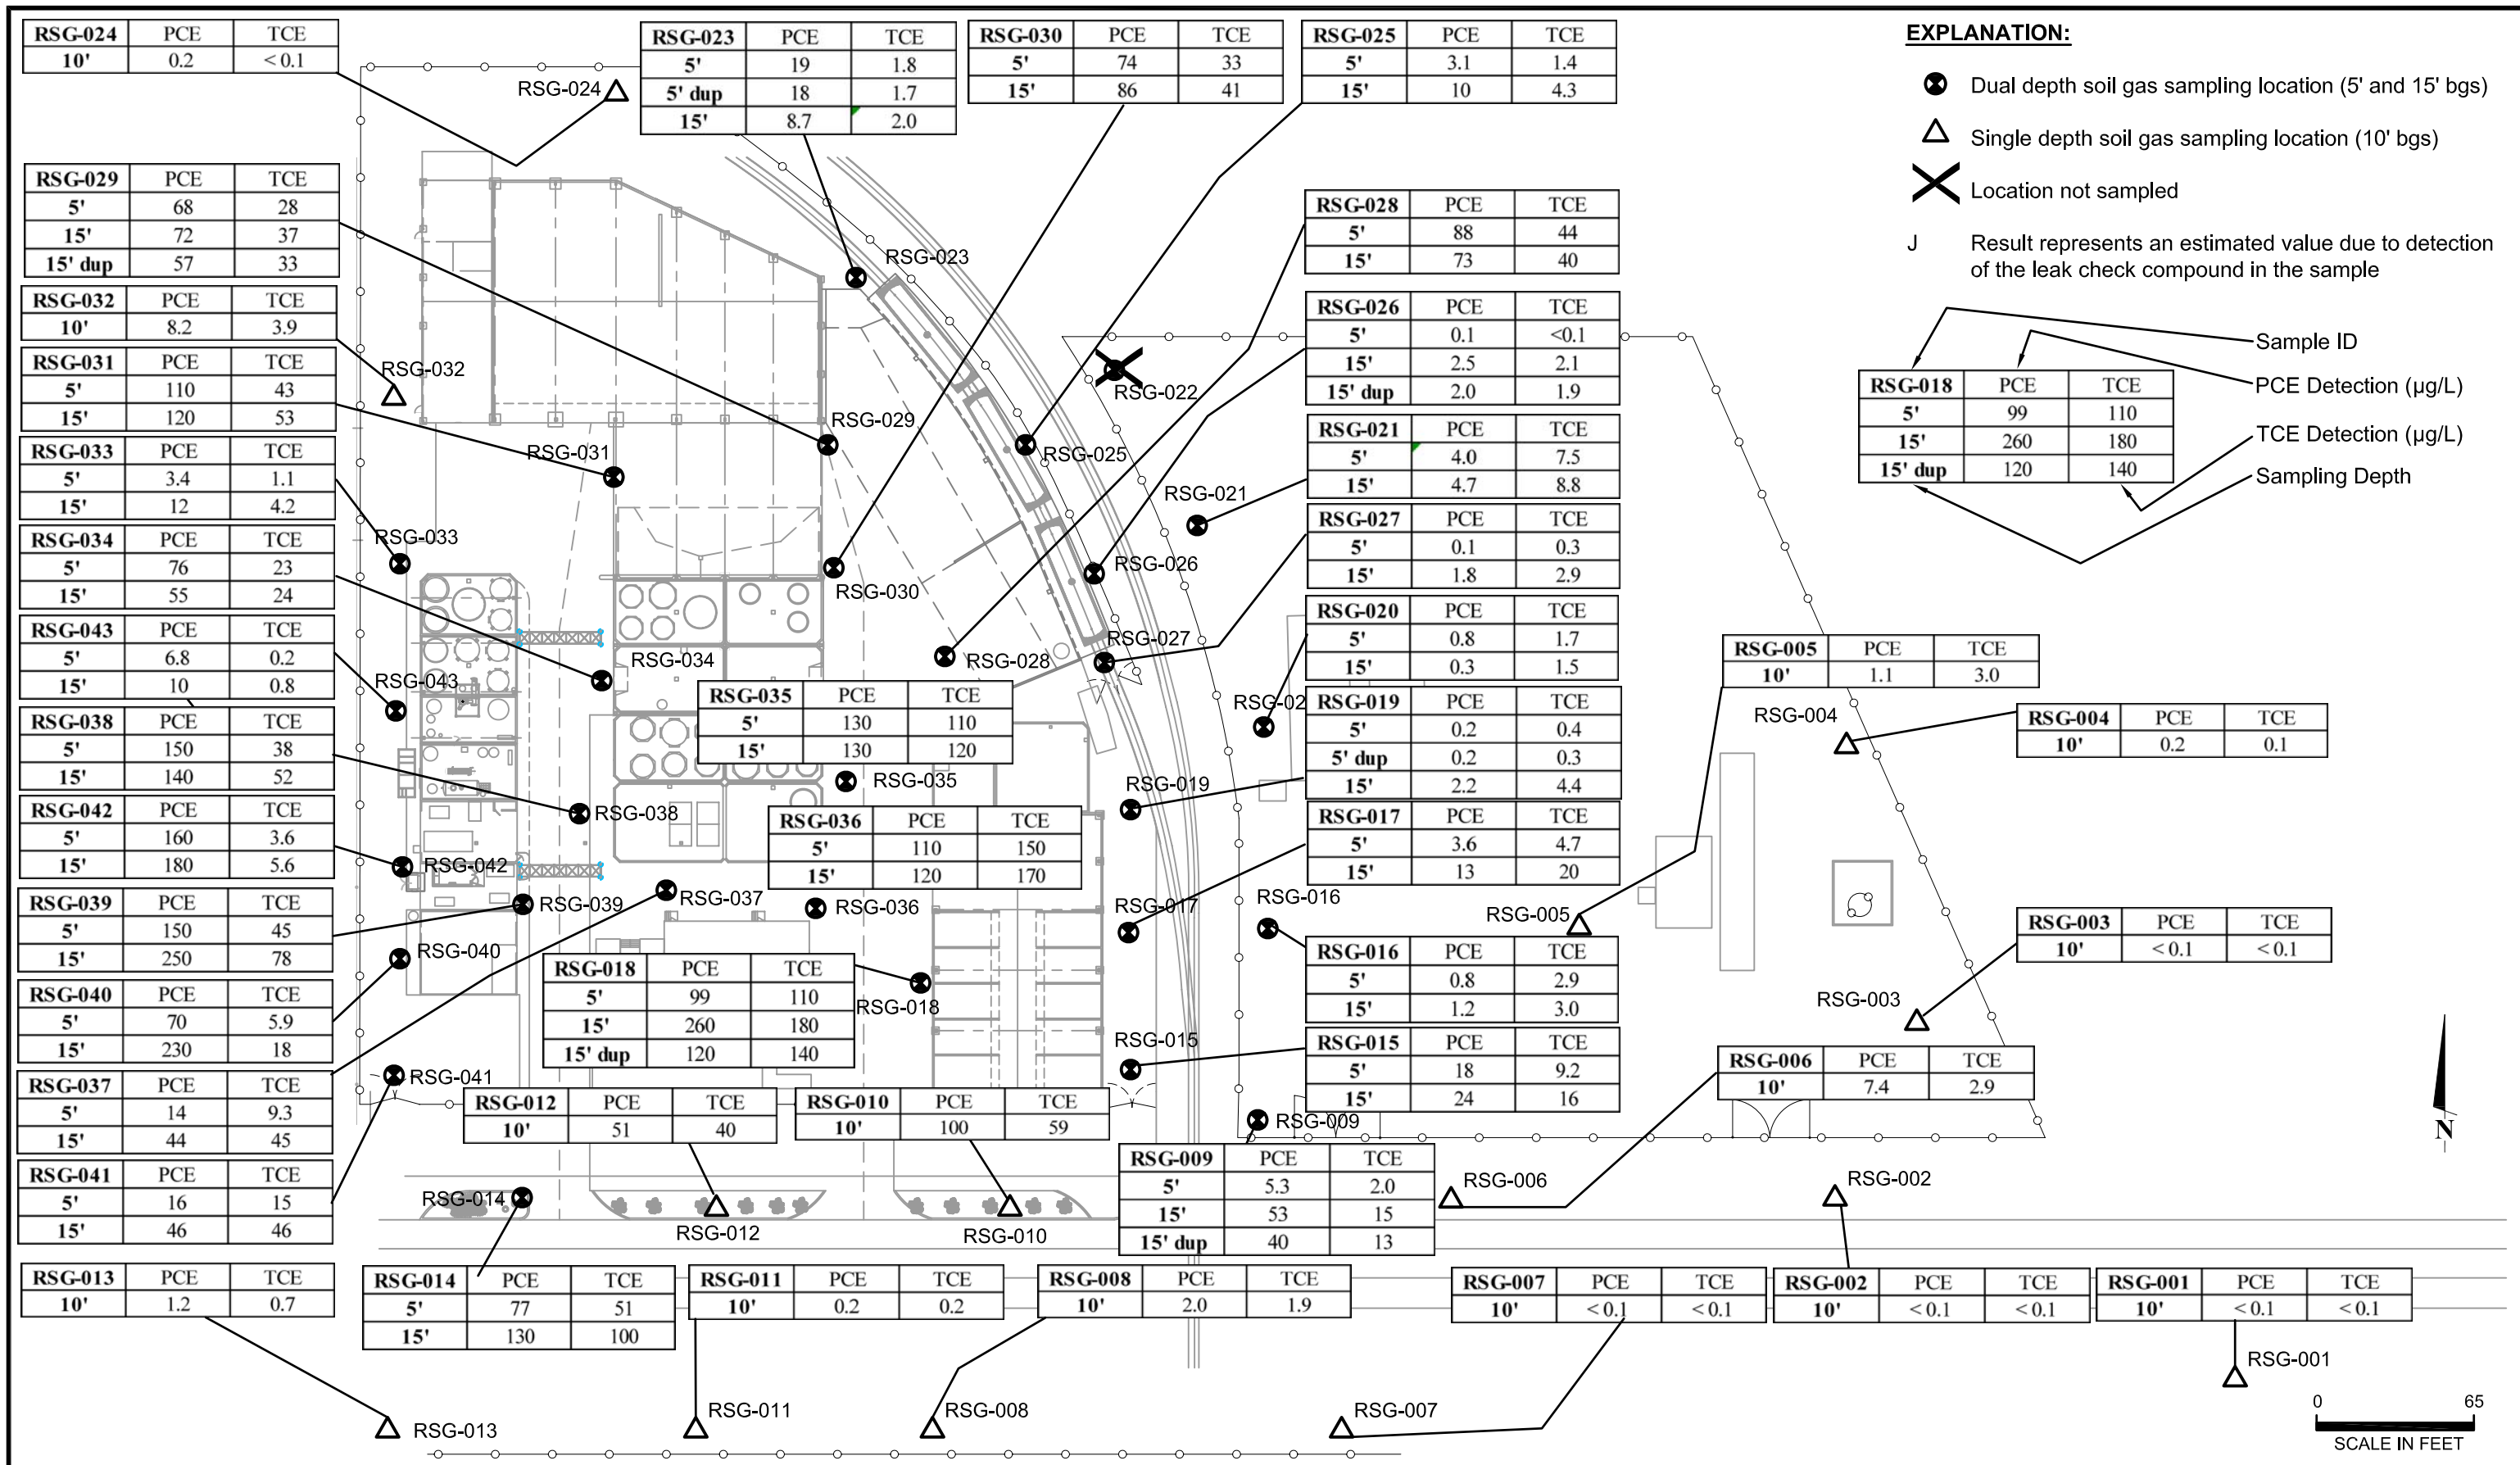 RSG-024 PCE TCE
10' 0.2 < 0.1
RSG-023 PCE TCE
5' 19 1.8
5' dup 18 1.7
15' 8.7 2.0
RSG-030 PCE TCE
5' 74 33
15' 86 41
RSG-025 PCE TCE
5' 3.1 1.4
15' 10 4.3
EXPLANATION:
Dual depth soil gas sampling location (5' and 15' bgs)
Single depth soil gas sampling location (10' bgs)
Location not sampled
J Result represents an estimated value due to detection
of the leak check compound in the sample
Sample ID
PCE Detection (µg/L)
TCE Detection (µg/L)
Sampling Depth
RSG-018 PCE TCE
5' 99 110
15' 260 180
15' dup 120 140
RSG-029 PCE TCE
5' 68 28
15' 72 37
15' dup 57 33
RSG-032 PCE TCE
10' 8.2 3.9
RSG-031 PCE TCE
5' 110 43
15' 120 53
RSG-033 PCE TCE
5' 3.4 1.1
15' 12 4.2
RSG-034 PCE TCE
5' 76 23
15' 55 24
RSG-043 PCE TCE
5' 6.8 0.2
15' 10 0.8
RSG-038 PCE TCE
5' 150 38
15' 140 52
RSG-042 PCE TCE
5' 160 3.6
15' 180 5.6
RSG-039 PCE TCE
5' 150 45
15' 250 78
RSG-040 PCE TCE
5' 70 5.9
15' 230 18
RSG-037 PCE TCE
5' 14 9.3
15' 44 45
RSG-041 PCE TCE
5' 16 15
15' 46 46
RSG-013 PCE TCE
10' 1.2 0.7
RSG-028 PCE TCE
5' 88 44
15' 73 40
RSG-026 PCE TCE
5' 0.1 <0.1
15' 2.5 2.1
15' dup 2.0 1.9
RSG-021 PCE TCE
5' 4.0 7.5
15' 4.7 8.8
RSG-027 PCE TCE
5' 0.1 0.3
15' 1.8 2.9
RSG-020 PCE TCE
5' 0.8 1.7
15' 0.3 1.5
RSG-019 PCE TCE
5' 0.2 0.4
5' dup 0.2 0.3
15' 2.2 4.4
RSG-017 PCE TCE
5' 3.6 4.7
15' 13 20
RSG-016 PCE TCE
5' 0.8 2.9
15' 1.2 3.0
RSG-015 PCE TCE
5' 18 9.2
15' 24 16
RSG-035 PCE TCE
5' 130 110
15' 130 120
RSG-036 PCE TCE
5' 110 150
15' 120 170
RSG-018 PCE TCE
5' 99 110
15' 260 180
15' dup 120 140
RSG-012 PCE TCE
10' 51 40
RSG-010 PCE TCE
10' 100 59
RSG-009 PCE TCE
5' 5.3 2.0
15' 53 15
15' dup 40 13
RSG-005 PCE TCE
10' 1.1 3.0
RSG-004 PCE TCE
10' 0.2 0.1
RSG-003 PCE TCE
10' < 0.1 < 0.1
RSG-006 PCE TCE
10' 7.4 2.9
RSG-014 PCE TCE
5' 77 51
15' 130 100
RSG-011 PCE TCE
10' 0.2 0.2
RSG-008 PCE TCE
10' 2.0 1.9
RSG-007 PCE TCE
10' < 0.1 < 0.1
RSG-002 PCE TCE
10' < 0.1 < 0.1
RSG-001 PCE TCE
10' < 0.1 < 0.1
RSG-024
RSG-023
RSG-032
RSG-022
RSG-029
RSG-031
RSG-025
RSG-021
RSG-033
RSG-026
RSG-030
RSG-027
RSG-034
RSG-028
RSG-043
RSG-02
RSG-004
RSG-035
RSG-019
RSG-038
RSG-042
RSG-037
RSG-039
RSG-036
RSG-017
RSG-016
RSG-005
RSG-040
RSG-018
RSG-003
RSG-015
RSG-041
RSG-009
RSG-006
RSG-002
RSG-014
RSG-012
RSG-010
RSG-001
RSG-013
RSG-011
RSG-008
RSG-007
N
0 65
SCALE IN FEET